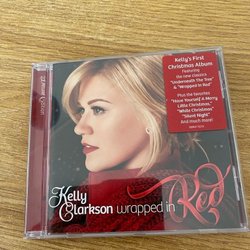 Kelly's First
Christmas Album
Featuring
the new classics
"Underneath The Tree"
& "Wrapped in Red"
Plus the favorites
"Have Yourself A Merry
Little Christmas,"
"White Christmas"
"Silent Night"
And much more!
Kelly
Clarkson wrapped in Red